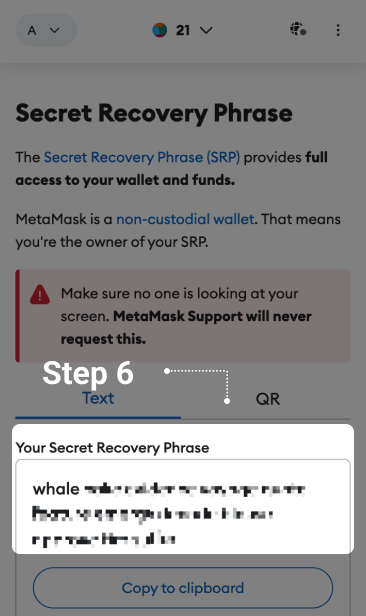 A
21
Secret Recovery Phrase
The Secret Recovery Phrase (SRP) provides full
access to your wallet and funds.
MetaMask is a non-custodial wallet. That means
you're the owner of your SRP.
Make sure no one is looking at your
screen. MetaMask Support will never
request this.
Step 6
Text QR
Your Secret Recovery Phrase
whale
Copy to clipboard